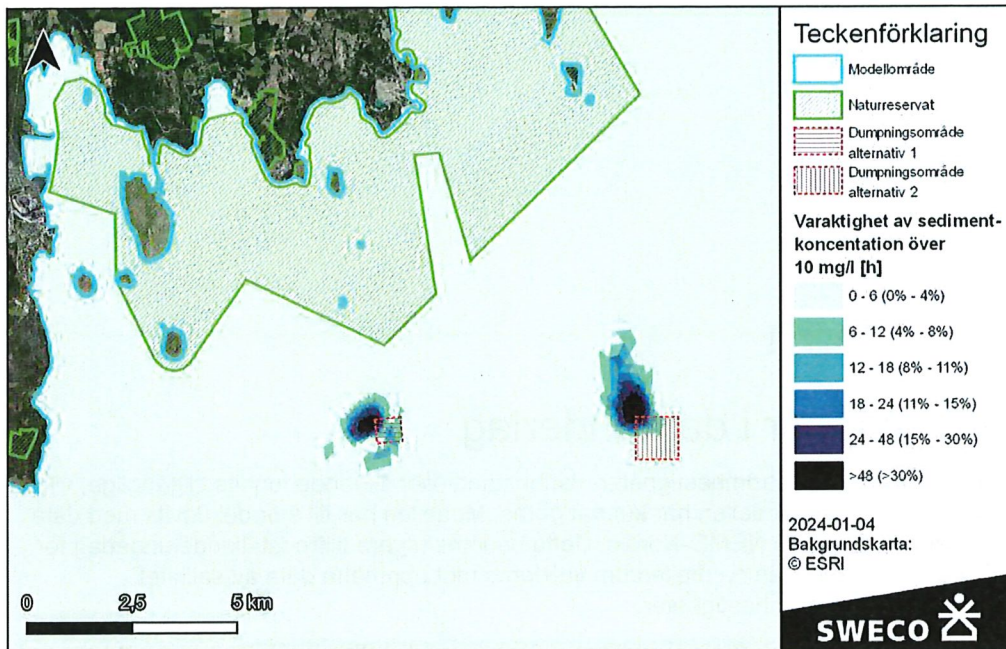 Teckenförklaring
Modellområde
Naturreservat
Dumpningsområde
alternativ 1
Dumpningsområde
alternativ 2
Varaktighet av sediment-
koncentation över
10 mg/l [h]
0 - 6 (0% - 4%)
6 - 12 (4% - 8%)
12 - 18 (8% - 11%)
18 - 24 (11% - 15%)
24 - 48 (15% - 30%)
>48 (>30%)
2024-01-04
Bakgrundskarta:
© ESRI
0 2,5 5 km
SWECO